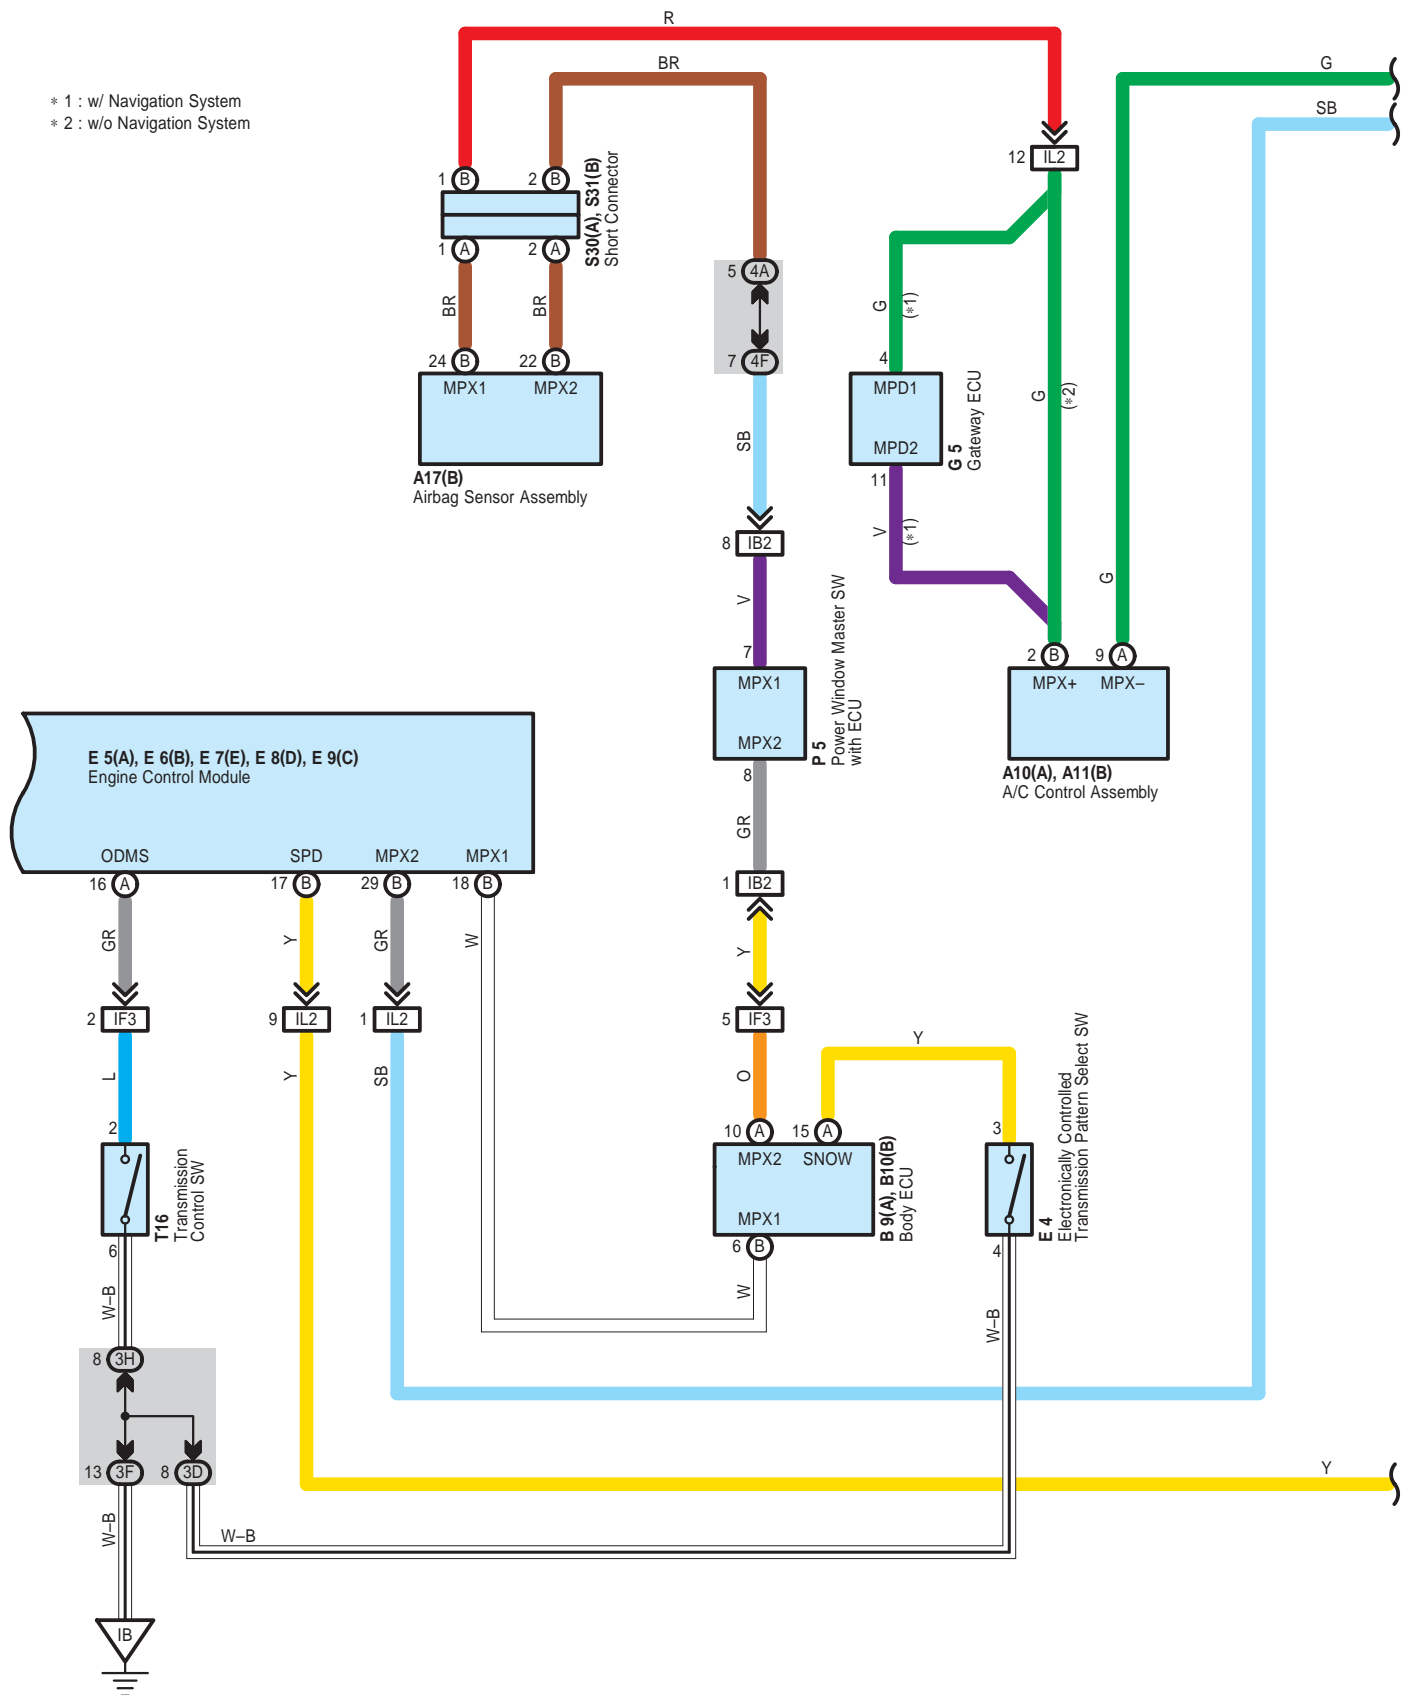 R
BR
G
SB
* 1 : w/ Navigation System
* 2 : w/o Navigation System
12 IL2
1 B
2 B
S30(A), S31(B)
Short Connector
1 A
2 A
BR
BR
5 4A
7 4F
G
(*1)
24 B
22 B
MPX1 MPX2
A17(B)
Airbag Sensor Assembly
4
MPD1
MPD2
G 5
Gateway ECU
11
G
(*2)
SB
V
(*1)
8 IB2
V
G
7
MPX1
MPX2
P 5
Power Window Master SW
with ECU
8
2 B
9 A
MPX+ MPX–
A10(A), A11(B)
A/C Control Assembly
E 5(A), E 6(B), E 7(E), E 8(D), E 9(C)
Engine Control Module
ODMS SPD MPX2 MPX1
16 A
17 B
29 B
18 B
GR
1 IB2
GR
Y
GR
W
Y
2 IF3
9 IL2
1 IL2
5 IF3
L
Y
SB
O
Y
2
10 A
15 A
3
T16
Transmission
Control SW
MPX2 SNOW
MPX1
B 9(A), B10(B)
Body ECU
E 4
Electronically Controlled
Transmission Pattern Select SW
6
6 B
4
W–B
W
W–B
8 3H
13 3F
8 3D
Y
W–B
W–B
IB